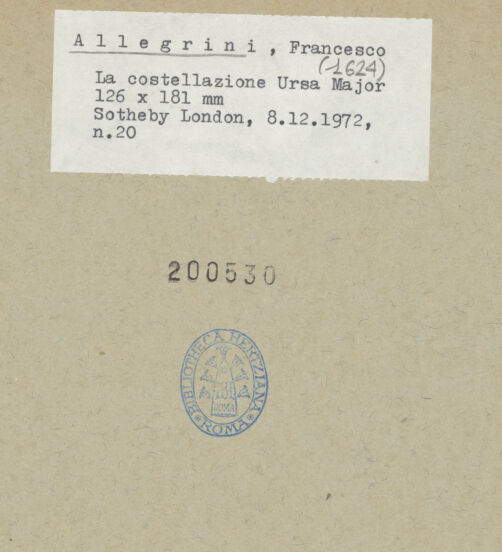 Allegrini, Francesco
(1624)
La costellazione Ursa Major
126 x 181 mm
Sotheby London, 8.12.1972,
n.20
200530
BIBLIOTHECA HERTZIANA
ROMA
ROMA